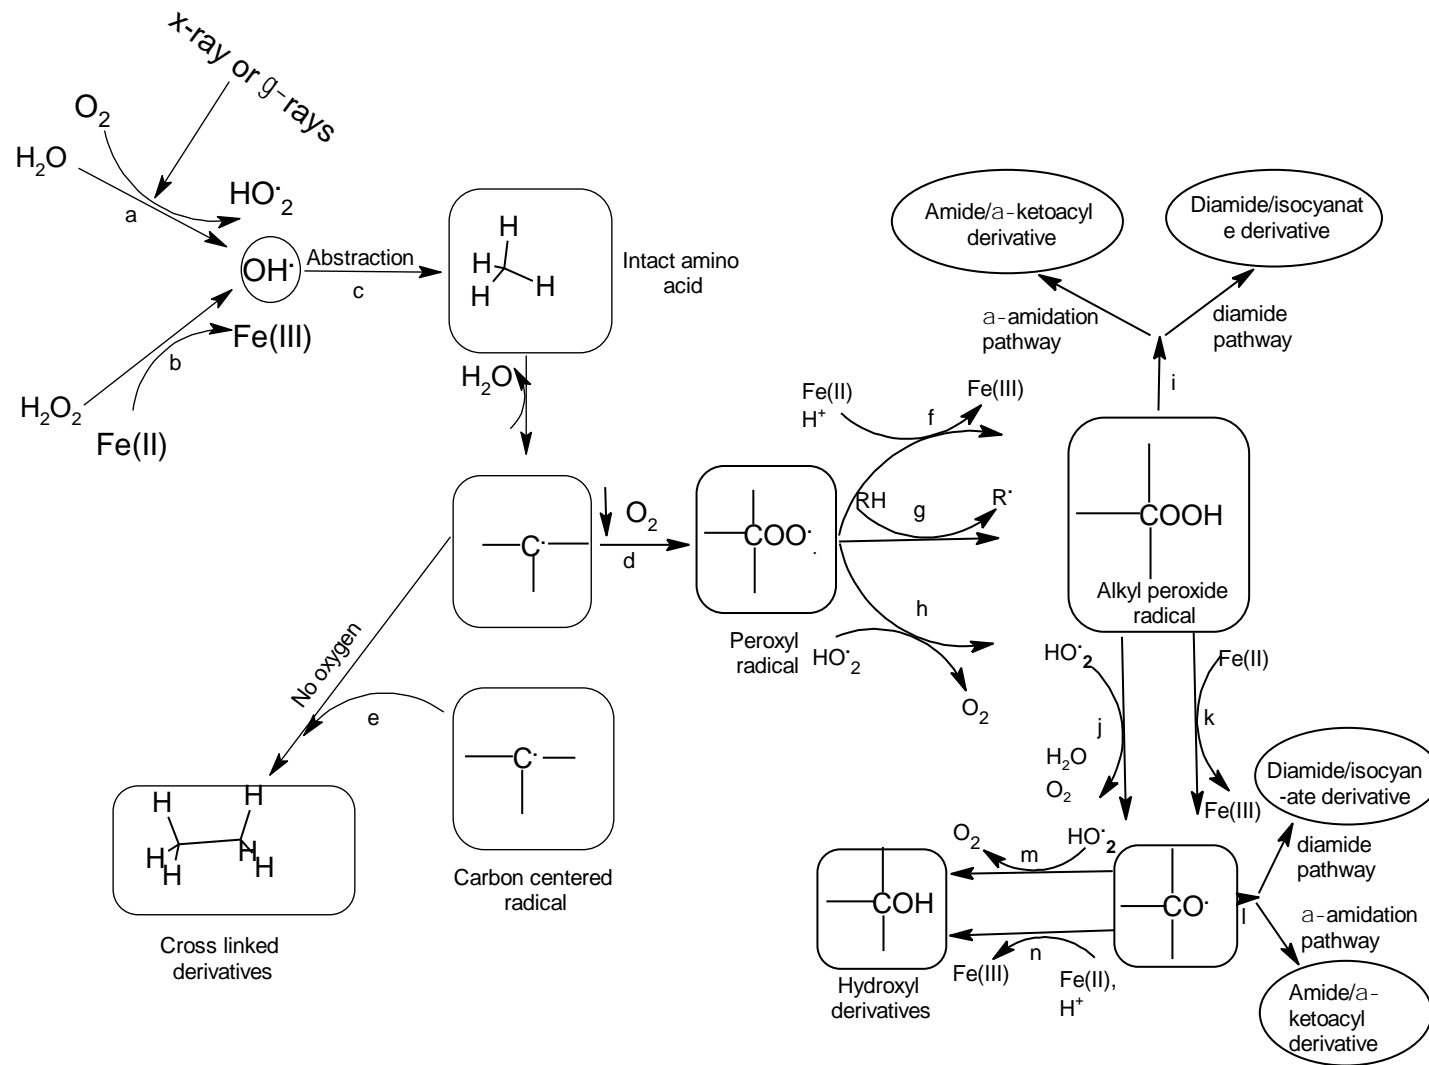 x-ray or g-rays
O2
H2O
HO·2
a
OH·
Abstraction
c
Fe(III)
b
H2O2
Fe(II)
H
H
H
H
Intact amino
acid
H2O
C·
O2
d
COO·
.
Peroxyl
radical
No oxygen
e
C·
Carbon centered
radical
H
H
H
H
H
H
Cross linked
derivatives
Fe(II)
H+
Fe(III)
f
RH
R·
g
h
HO·2
O2
Amide/a-ketoacyl
derivative
Diamide/isocyanat
e derivative
a-amidation
pathway
diamide
pathway
i
COOH
Alkyl peroxide
radical
HO·2
Fe(II)
j
k
H2O
O2
Fe(III)
Diamide/isocyan
-ate derivative
diamide
pathway
O2
HO·2
m
COH
CO·
l
a-amidation
pathway
n
Fe(III)
Fe(II),
H+
Hydroxyl
derivatives
Amide/a-
ketoacyl
derivative